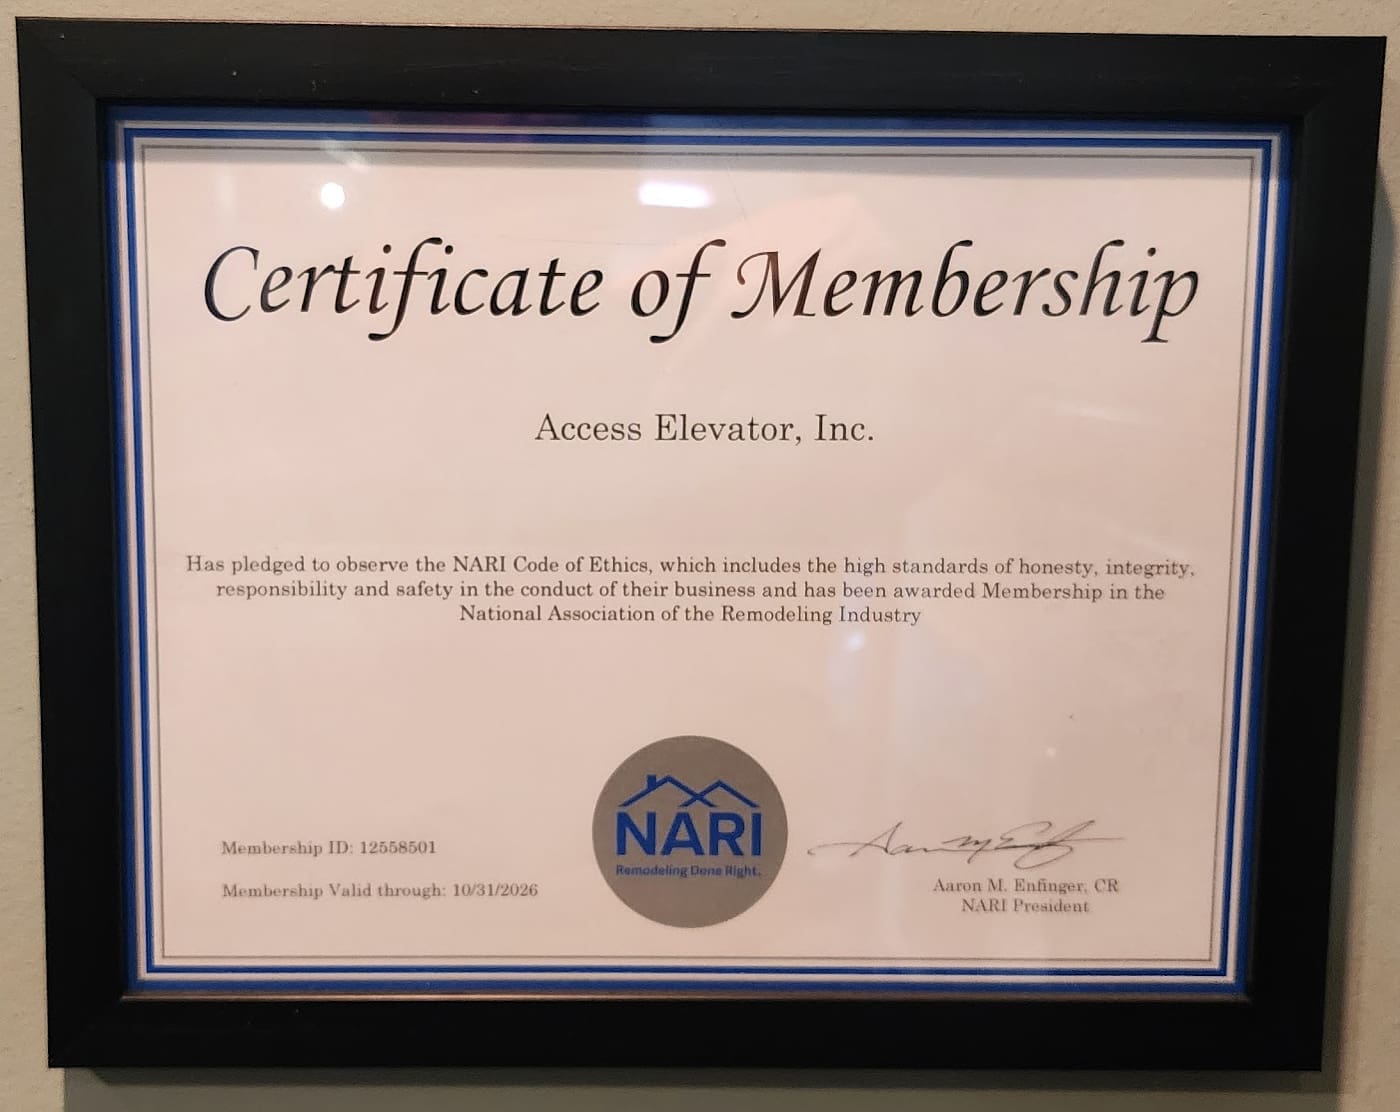 Certificate of Membership
Access Elevator, Inc.
Has pledged to observe the NARI Code of Ethics, which includes the high standards of honesty, integrity,
responsibility and safety in the conduct of their business and has been awarded Membership in the
National Association of the Remodeling Industry
Membership ID: 12558501
Membership Valid through: 10/31/2026
NARI
Remodeling Done Right.
Aaron M. Enfinger, CR
NARI President